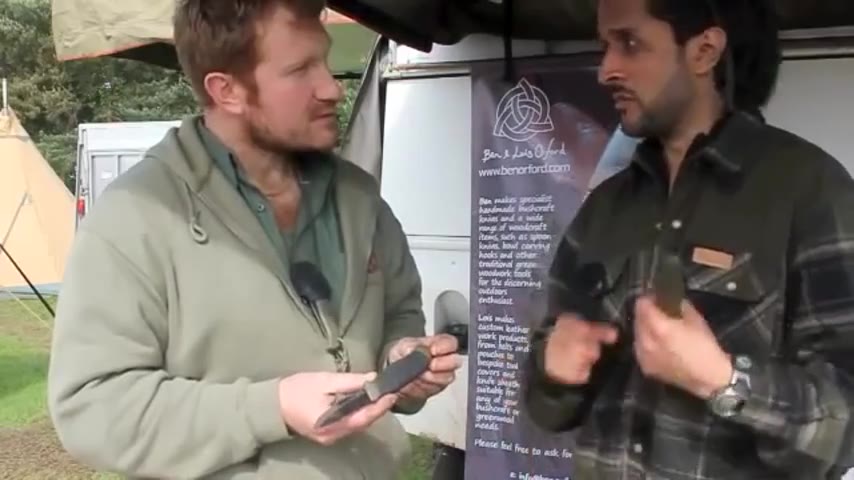 Ben & Lois Orford
www.benorford.com
Ben makes specialist
handmade bushcraft
knives and a wide
range of woodcraft
items, such as spoon
knives, bowl carving
hooks and other
traditional green
woodwork tools
for the discerning
outdoors
enthusiast.
Lois makes
custom leather
work products,
from belts and
pouches to
bespoke tool
covers and
knife sheaths
for any of your
bushcraft or
greenwood
needs.
Please feel free to ask for